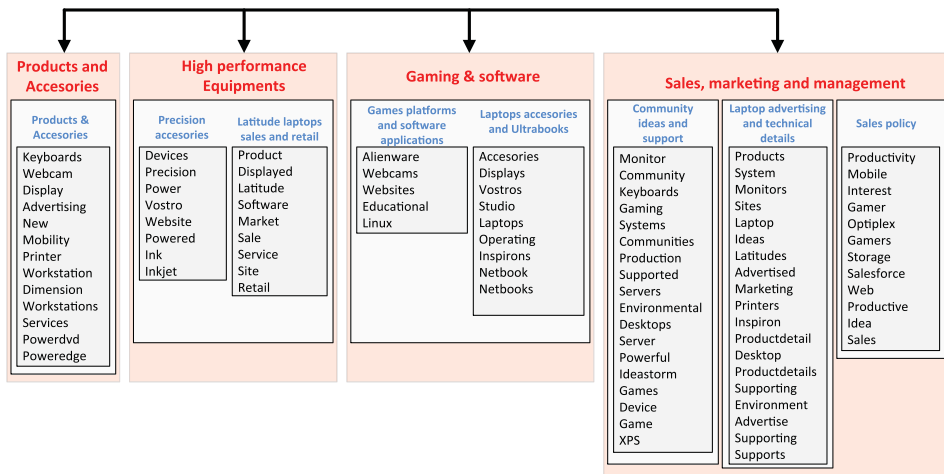 Products and
Accesories
Products &
Accesories
Keyboards
Webcam
Display
Advertising
New
Mobility
Printer
Workstation
Dimension
Workstations
Services
Powerdvd
Poweredge
High performance
Equipments
Precision
accesories
Devices
Precision
Power
Vostro
Website
Powered
Ink
Inkjet
Latitude laptops
sales and retail
Product
Displayed
Latitude
Software
Market
Sale
Service
Site
Retail
Gaming & software
Games platforms
and software
applications
Alienware
Webcams
Websites
Educational
Linux
Laptops accesories
and Ultrabooks
Accesories
Displays
Vostros
Studio
Laptops
Operating
Inspirons
Netbook
Netbooks
Sales, marketing and management
Community
ideas and
support
Monitor
Community
Keyboards
Gaming
Systems
Communities
Production
Supported
Servers
Environmental
Desktops
Server
Powerful
Ideastorm
Games
Device
Game
XPS
Laptop advertising
and technical
details
Products
System
Monitors
Sites
Laptop
Ideas
Latitudes
Advertised
Marketing
Printers
Inspiron
Productdetail
Desktop
Productdetails
Supporting
Environment
Advertise
Supporting
Supports
Sales policy
Productivity
Mobile
Interest
Gamer
Optiplex
Gamers
Storage
Salesforce
Web
Productive
Idea
Sales